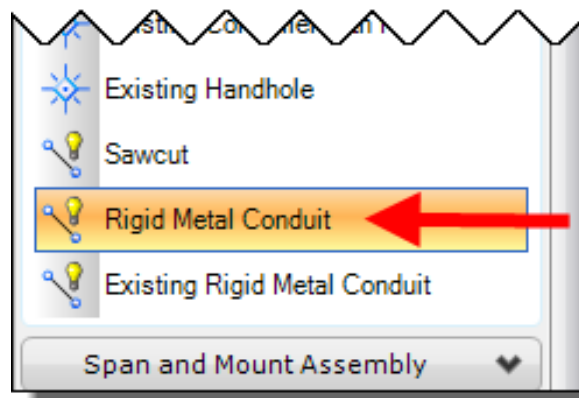 Existing Handhole
Sawcut
Rigid Metal Conduit
Existing Rigid Metal Conduit
Span and Mount Assembly